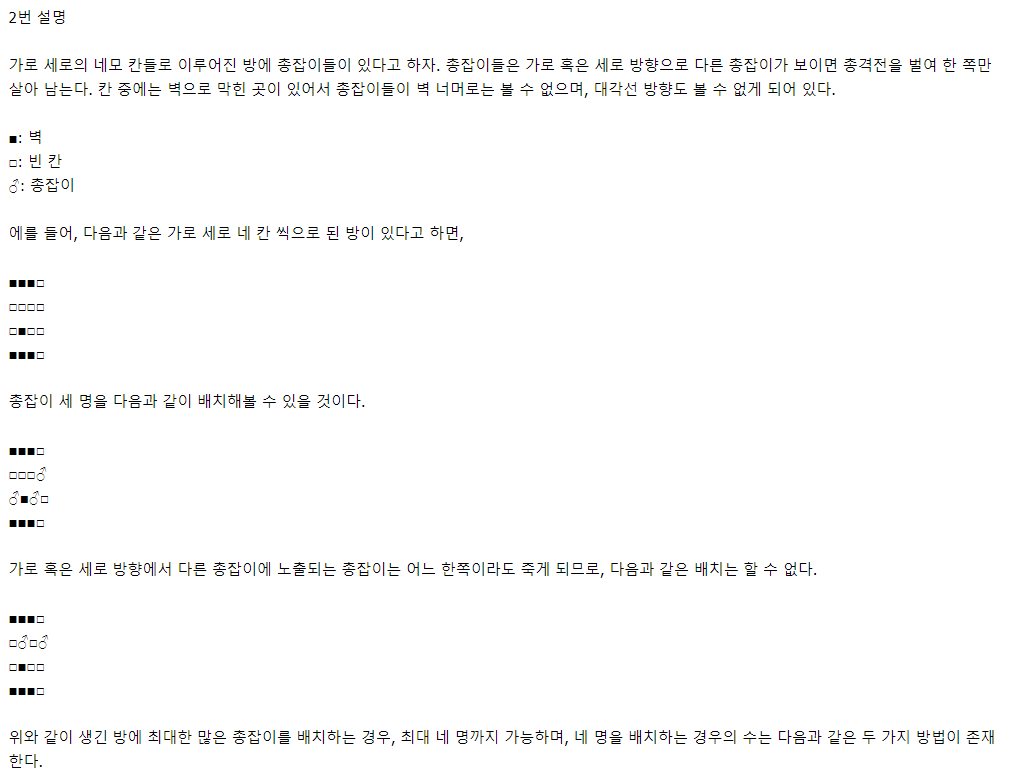 2번 설명
가로 세로의 네모 칸들로 이루어진 방에 총잡이들이 있다고 하자. 총잡이들은 가로 혹은 세로 방향으로 다른 총잡이가 보이면 총격전을 벌여 한 쪽만
살아 남는다. 칸 중에는 벽으로 막힌 곳이 있어서 총잡이들이 벽 너머로는 볼 수 없으며, 대각선 방향도 볼 수 없게 되어 있다.
■: 벽
□: 빈 칸
♂: 총잡이
에를 들어, 다음과 같은 가로 세로 네 칸 씩으로 된 방이 있다고 하면,
■■■□
□□□□
□■□□
■■■□
총잡이 세 명을 다음과 같이 배치해볼 수 있을 것이다.
■■■□
□□□♂
♂■♂□
■■■□
가로 혹은 세로 방향에서 다른 총잡이에 노출되는 총잡이는 어느 한쪽이라도 죽게 되므로, 다음과 같은 배치는 할 수 없다.
■■■□
□♂□♂
□■□□
■■■□
위와 같이 생긴 방에 최대한 많은 총잡이를 배치하는 경우, 최대 네 명까지 가능하며, 네 명을 배치하는 경우의 수는 다음과 같은 두 가지 방법이 존재
한다.